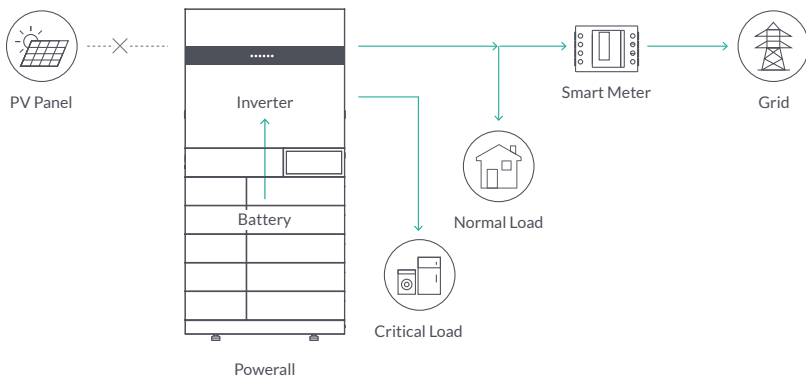 PV Panel
Inverter
Smart Meter
Grid
Battery
Normal Load
Critical Load
Powerall